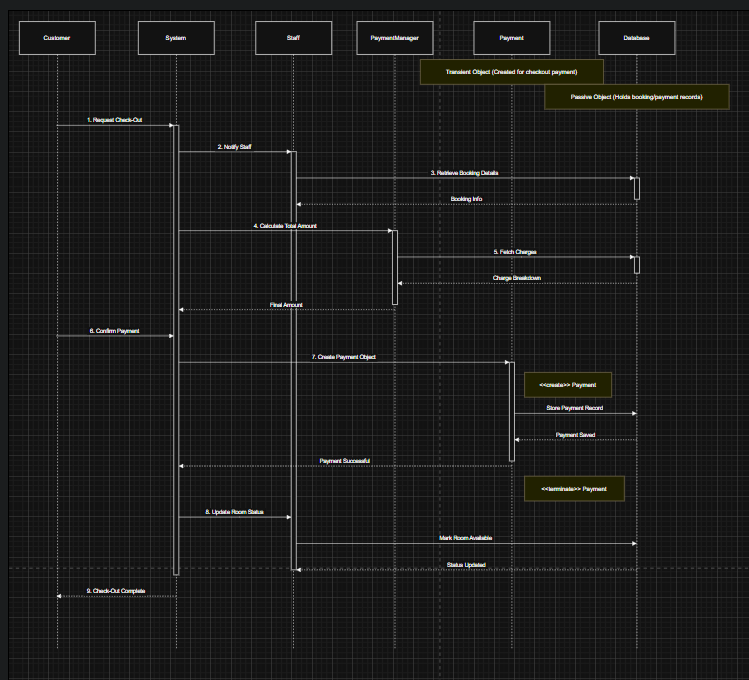 Customer
System
Staff
PaymentManager
Payment
Database
Transient Object (Created for checkout payment)
Passive Object (Holds booking/payment records)
1. Request Check-Out
2. Notify Staff
3. Retrieve Booking Details
Booking Info
4. Calculate Total Amount
5. Fetch Charges
Charge Breakdown
Final Amount
6. Confirm Payment
7. Create Payment Object
<<create>> Payment
Store Payment Record
Payment Saved
Payment Successful
<<terminate>> Payment
8. Update Room Status
Mark Room Available
Status Updated
9. Check-Out Complete